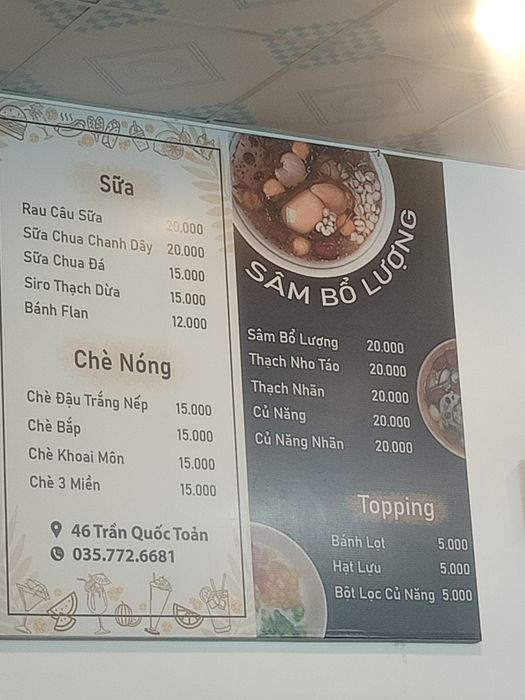 Sữa
Rau Câu Sữa 20.000
Sữa Chua Chanh Dây 20.000
Sữa Chua Đá 15.000
Siro Thạch Dừa 15.000
Bánh Flan 12.000
Chè Nóng
Chè Đậu Trắng Nếp 15.000
Chè Bắp 15.000
Chè Khoai Môn 15.000
Chè 3 Miền 15.000
46 Trần Quốc Toản
035.772.6681
SÂM BỔ LƯỢNG
Sâm Bổ Lượng 20.000
Thạch Nho Táo 20.000
Thạch Nhãn 20.000
Củ Năng 20.000
Củ Năng Nhãn 20.000
Topping
Bánh Lọt 5.000
Hạt Lựu 5.000
Bột Lọc Củ Năng 5.000